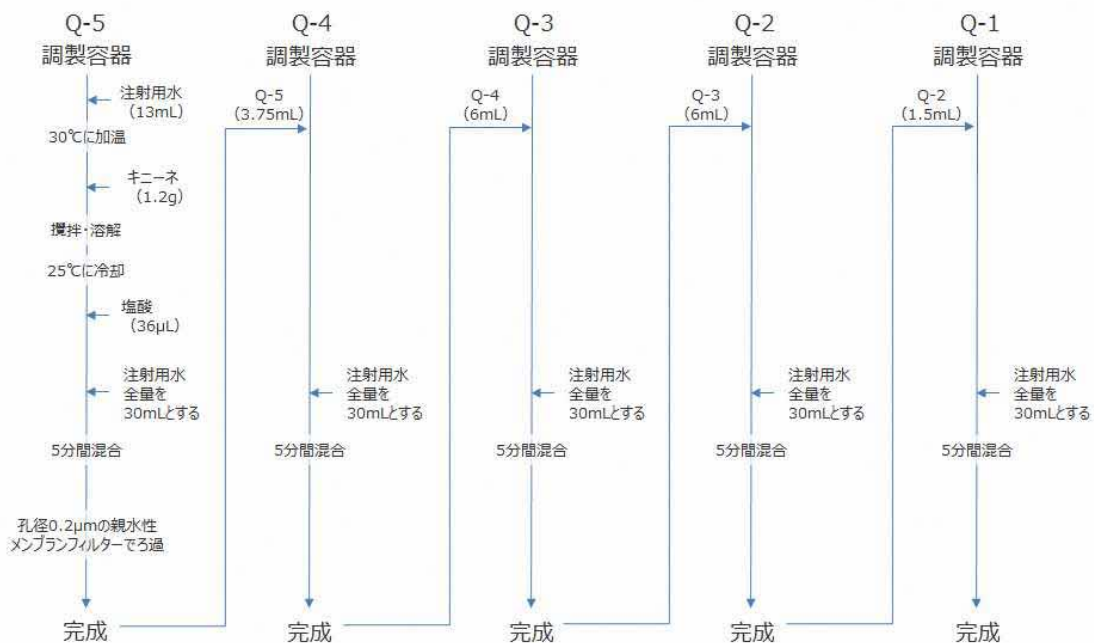 Q-5
調製容器
注射用水
（13mL）
30℃に加温
キニーネ
（1.2g）
攪拌・溶解
25℃に冷却
塩酸
（36μL）
注射用水
全量を
30mLとする
5分間混合
孔径0.2μmの親水性
メンブランフィルターでろ過
完成
Q-4
調製容器
Q-5
(3.75mL)
注射用水
全量を
30mLとする
5分間混合
完成
Q-3
調製容器
Q-4
(6mL)
注射用水
全量を
30mLとする
5分間混合
完成
Q-2
調製容器
Q-3
(6mL)
注射用水
全量を
30mLとする
5分間混合
完成
Q-1
調製容器
Q-2
(1.5mL)
注射用水
全量を
30mLとする
5分間混合
完成